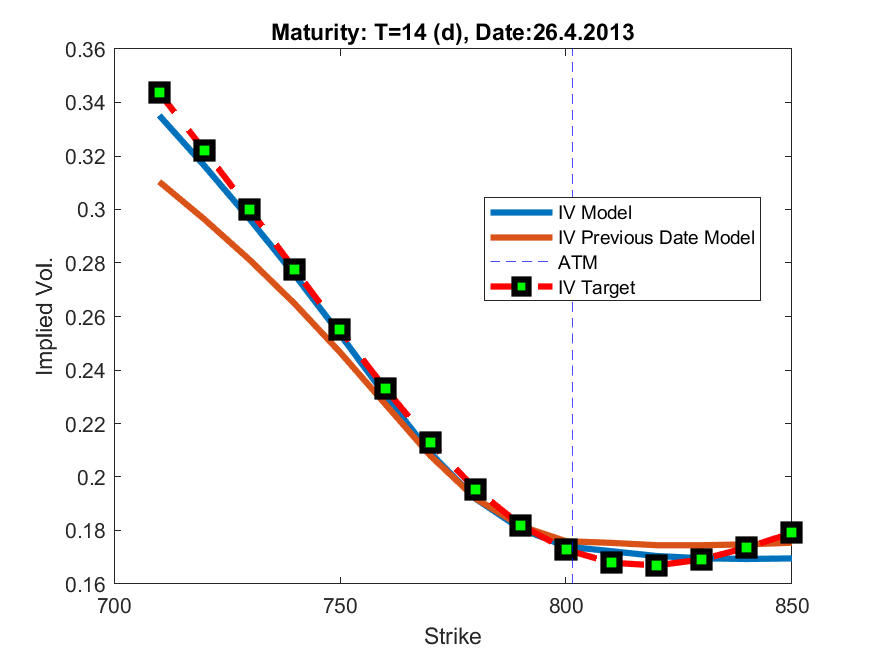 Maturity: T=14 (d), Date:26.4.2013
0.36
0.34
0.32
0.3
0.28
0.26
0.24
0.22
0.2
0.18
0.16
Implied Vol.
IV Model
IV Previous Date Model
ATM
IV Target
700
750
800
850
Strike